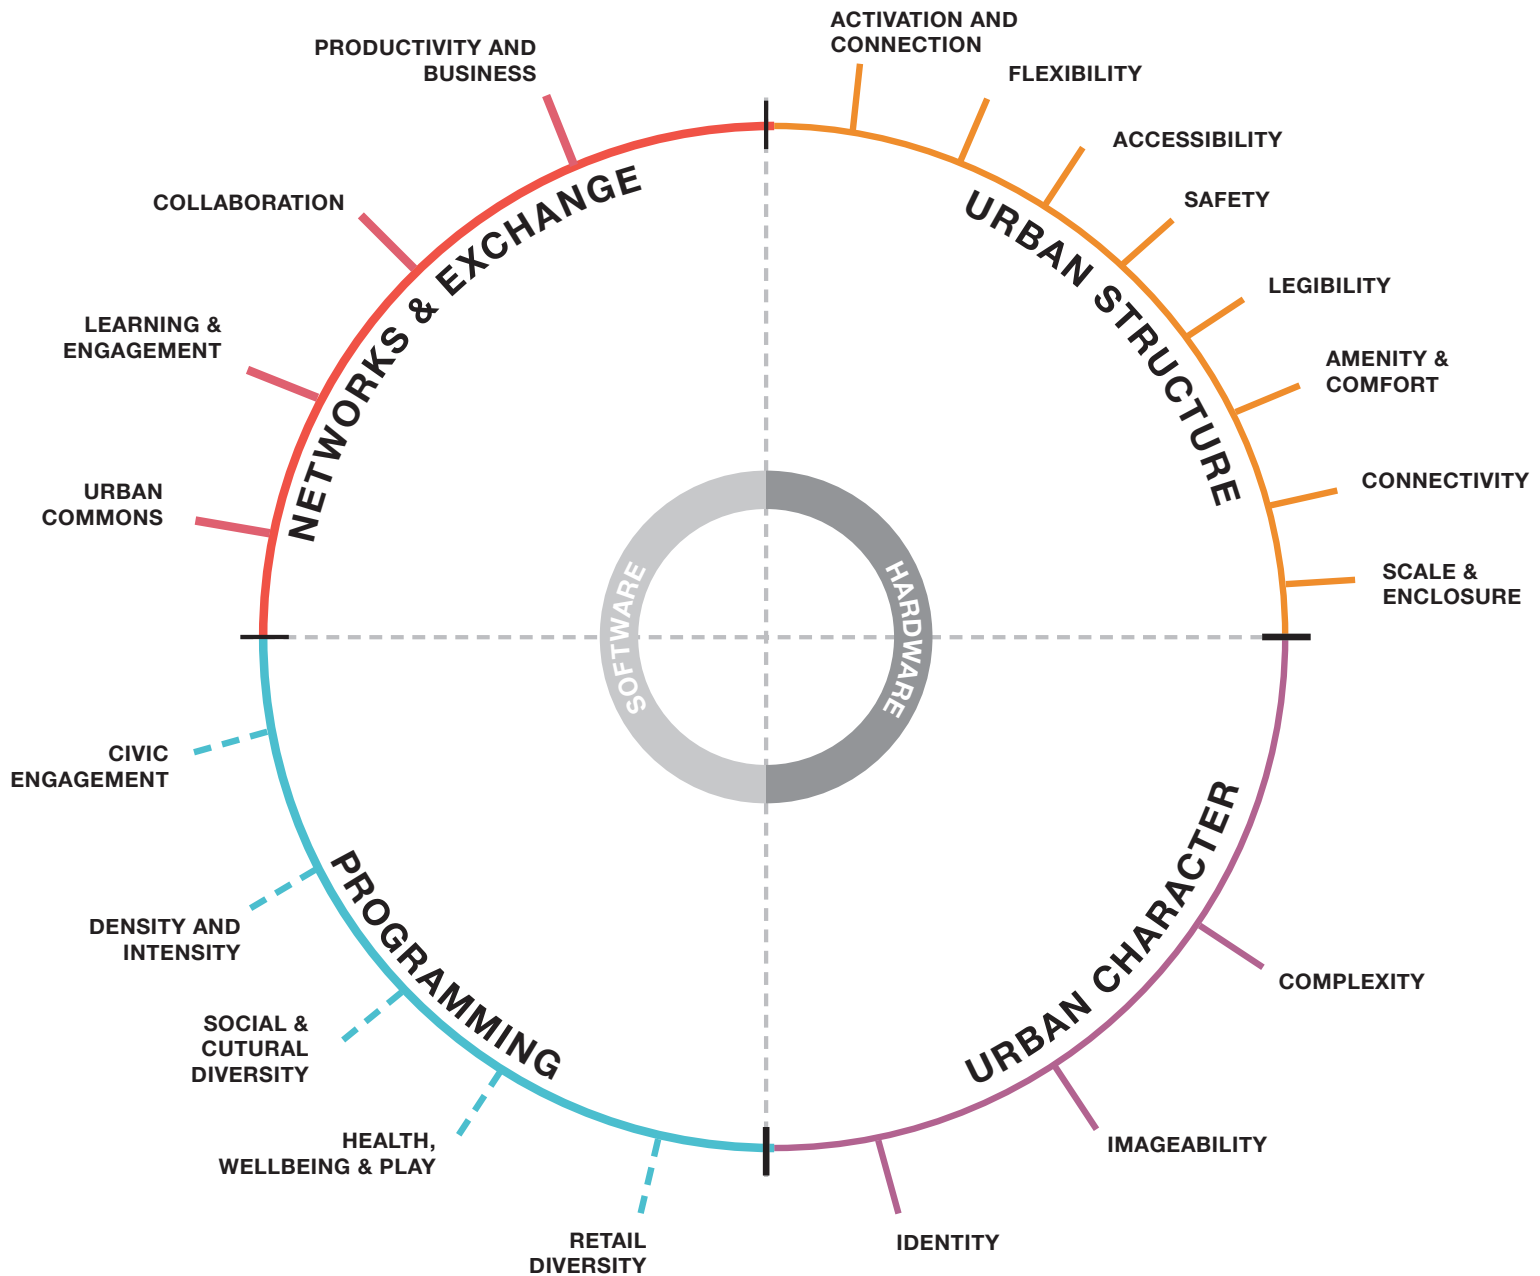 ACTIVATION AND
CONNECTION
FLEXIBILITY
ACCESSIBILITY
SAFETY
LEGIBILITY
AMENITY &
COMFORT
CONNECTIVITY
SCALE &
ENCLOSURE
URBAN STRUCTURE
PRODUCTIVITY AND
BUSINESS
COLLABORATION
LEARNING &
ENGAGEMENT
URBAN
COMMONS
NETWORKS & EXCHANGE
SOFTWARE
HARDWARE
CIVIC
ENGAGEMENT
DENSITY AND
INTENSITY
SOCIAL &
CUTURAL
DIVERSITY
HEALTH,
WELLBEING & PLAY
RETAIL
DIVERSITY
PROGRAMMING
URBAN CHARACTER
COMPLEXITY
IMAGEABILITY
IDENTITY